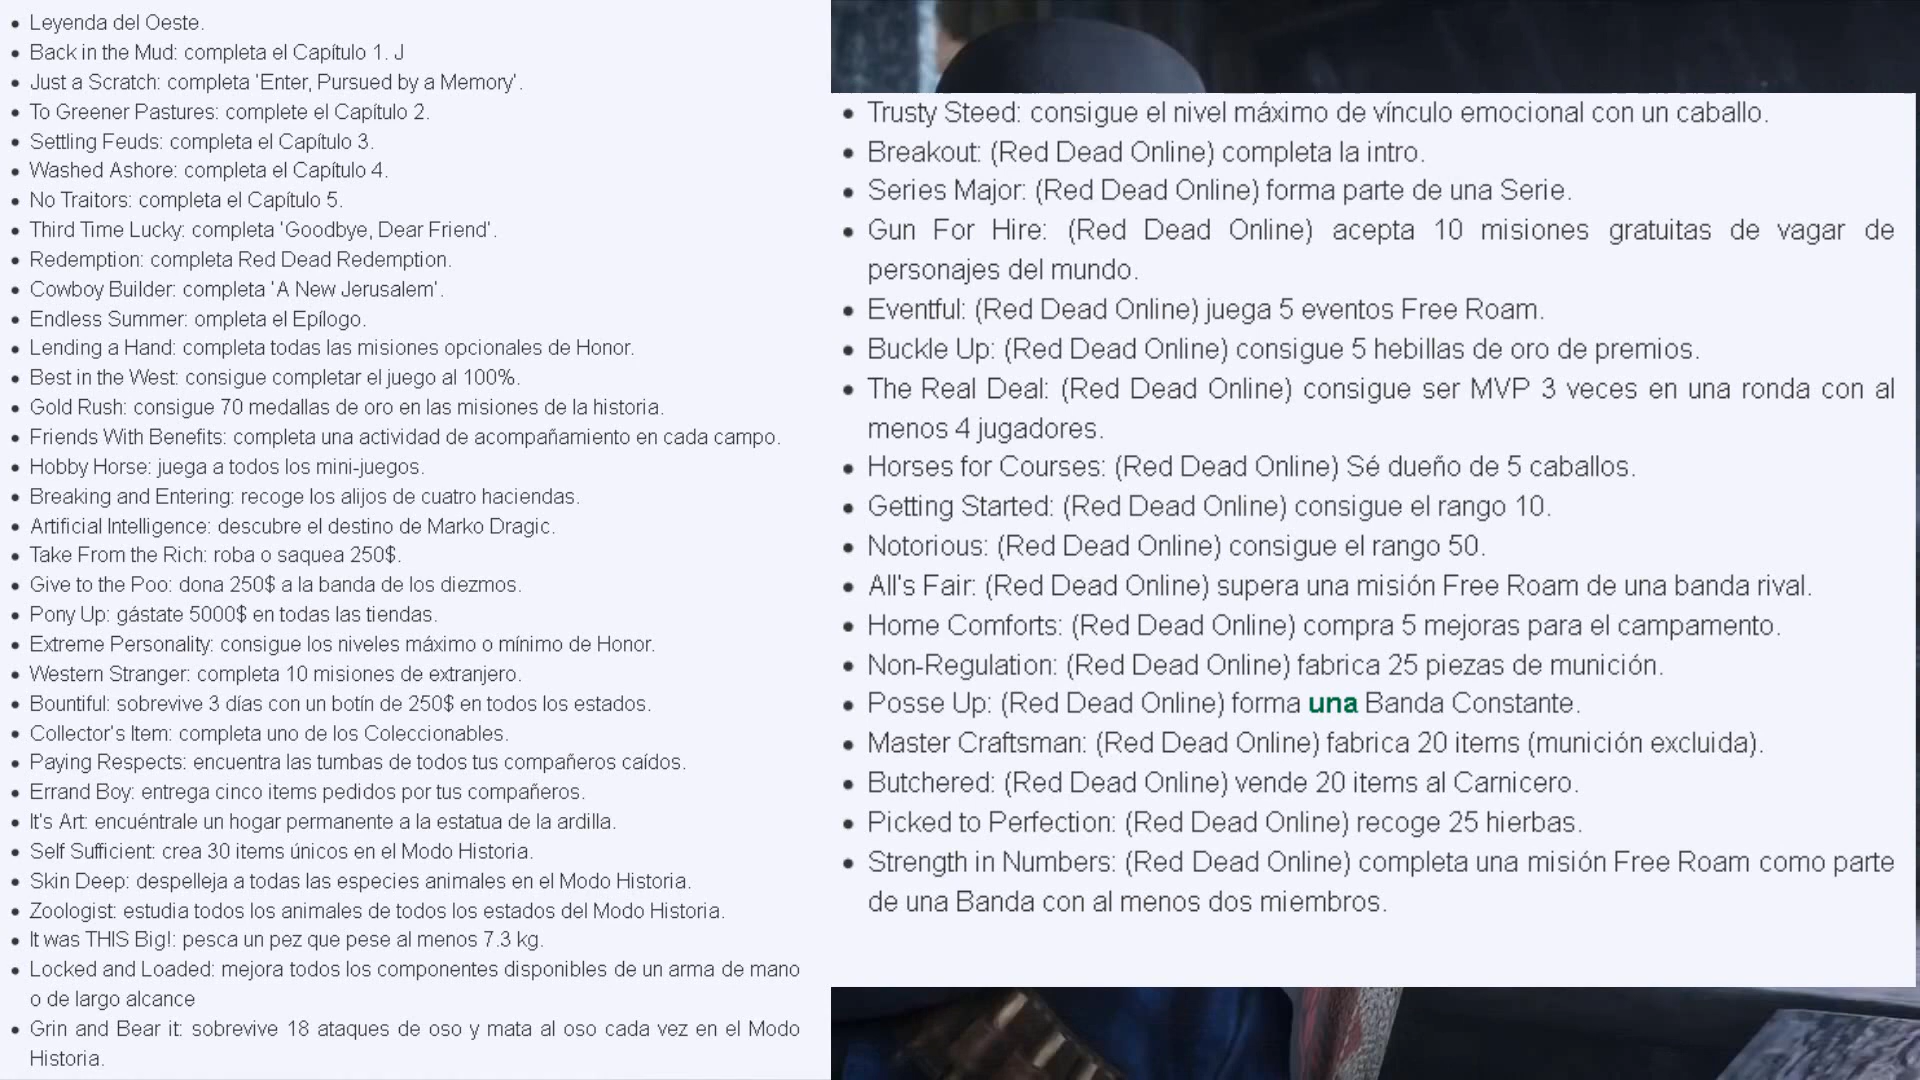 Leyenda del Oeste.
Back in the Mud: completa el Capítulo 1. J
Just a Scratch: completa 'Enter, Pursued by a Memory'.
To Greener Pastures: complete el Capítulo 2.
Settling Feuds: completa el Capítulo 3.
Washed Ashore: completa el Capítulo 4.
No Traitors: completa el Capítulo 5.
Third Time Lucky: completa 'Goodbye, Dear Friend'.
Redemption: completa Red Dead Redemption.
Cowboy Builder: completa 'A New Jerusalem'.
Endless Summer: ompleta el Epílogo.
Lending a Hand: completa todas las misiones opcionales de Honor.
Best in the West: consigue completar el juego al 100%.
Gold Rush: consigue 70 medallas de oro en las misiones de la historia.
Friends With Benefits: completa una actividad de acompañamiento en cada campo.
Hobby Horse: juega a todos los mini-juegos.
Breaking and Entering: recoge los alijos de cuatro haciendas.
Artificial Intelligence: descubre el destino de Marko Dragic.
Take From the Rich: roba o saquea 250$.
Give to the Poo: dona 250$ a la banda de los diezmos.
Pony Up: gástate 5000$ en todas las tiendas.
Extreme Personality: consigue los niveles máximo o mínimo de Honor.
Western Stranger: completa 10 misiones de extranjero.
Bountiful: sobrevive 3 días con un botín de 250$ en todos los estados.
Collector's Item: completa uno de los Coleccionables.
Paying Respects: encuentra las tumbas de todos tus compañeros caídos.
Errand Boy: entrega cinco items pedidos por tus compañeros.
It's Art: encuéntrale un hogar permanente a la estatua de la ardilla.
Self Sufficient: crea 30 items únicos en el Modo Historia.
Skin Deep: despelleja a todas las especies animales en el Modo Historia.
Zoologist: estudia todos los animales de todos los estados del Modo Historia.
It was THIS Big!: pesca un pez que pese al menos 7.3 kg.
Locked and Loaded: mejora todos los componentes disponibles de un arma de mano
o de largo alcance
Grin and Bear it: sobrevive 18 ataques de oso y mata al oso cada vez en el Modo
Historia.
Trusty Steed: consigue el nivel máximo de vínculo emocional con un caballo.
Breakout: (Red Dead Online) completa la intro.
Series Major: (Red Dead Online) forma parte de una Serie.
Gun For Hire: (Red Dead Online) acepta 10 misiones gratuitas de vagar de
personajes del mundo.
Eventful: (Red Dead Online) juega 5 eventos Free Roam.
Buckle Up: (Red Dead Online) consigue 5 hebillas de oro de premios.
The Real Deal: (Red Dead Online) consigue ser MVP 3 veces en una ronda con al
menos 4 jugadores.
Horses for Courses: (Red Dead Online) Sé dueño de 5 caballos.
Getting Started: (Red Dead Online) consigue el rango 10.
Notorious: (Red Dead Online) consigue el rango 50.
All's Fair: (Red Dead Online) supera una misión Free Roam de una banda rival.
Home Comforts: (Red Dead Online) compra 5 mejoras para el campamento.
Non-Regulation: (Red Dead Online) fabrica 25 piezas de munición.
Posse Up: (Red Dead Online) forma una Banda Constante.
Master Craftsman: (Red Dead Online) fabrica 20 items (munición excluida).
Butchered: (Red Dead Online) vende 20 items al Carnicero.
Picked to Perfection: (Red Dead Online) recoge 25 hierbas.
Strength in Numbers: (Red Dead Online) completa una misión Free Roam como parte
de una Banda con al menos dos miembros.